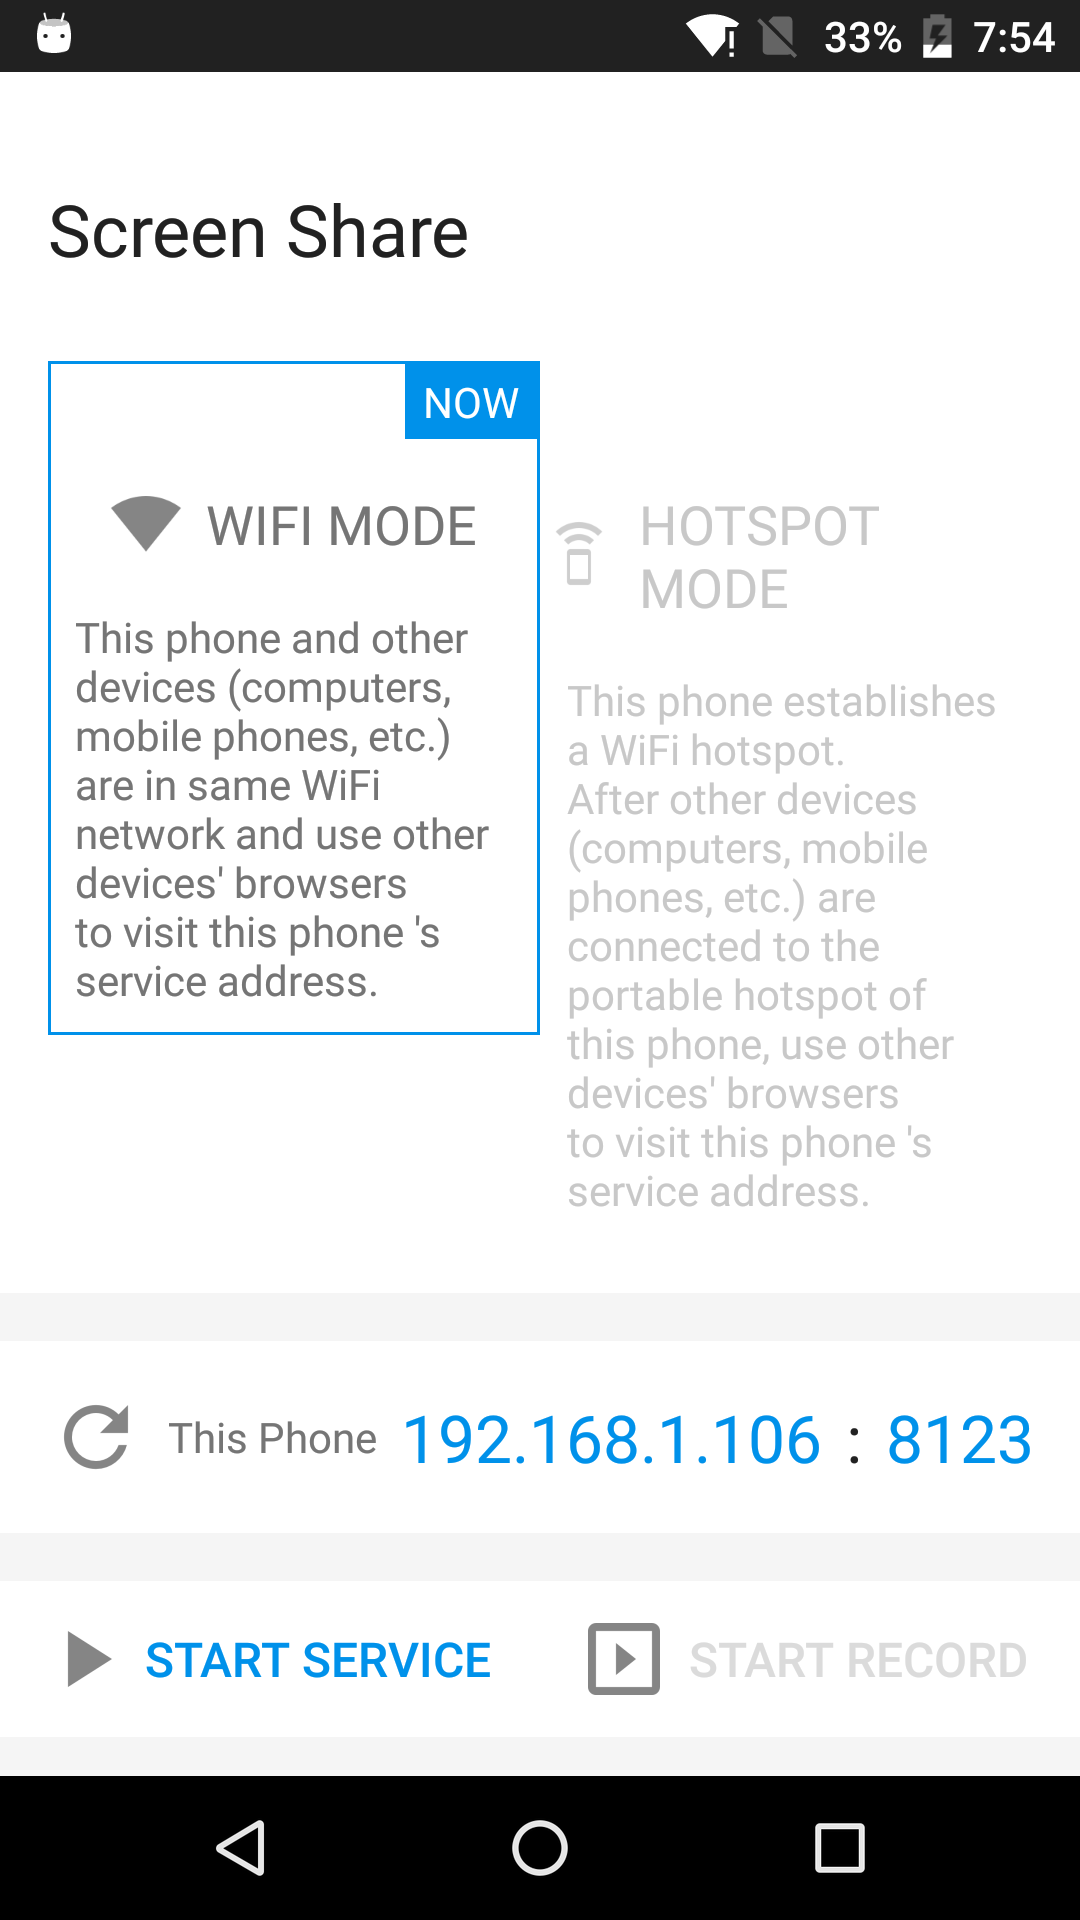 33% 7:54
Screen Share
NOW
WIFI MODE
This phone and other
devices (computers,
mobile phones, etc.)
are in same WiFi
network and use other
devices' browsers
to visit this phone 's
service address.
HOTSPOT
MODE
This phone establishes
a WiFi hotspot.
After other devices
(computers, mobile
phones, etc.) are
connected to the
portable hotspot of
this phone, use other
devices' browsers
to visit this phone 's
service address.
This Phone 192.168.1.106 : 8123
START SERVICE
START RECORD